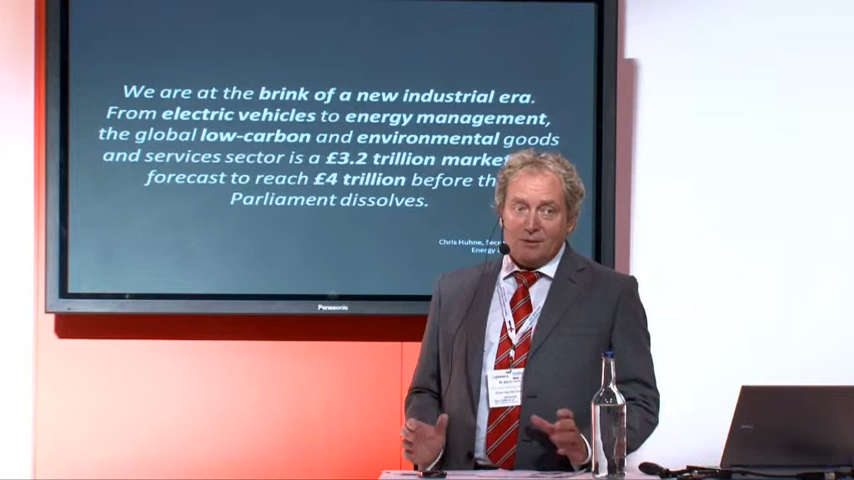 We are at the brink of a new industrial era.
From electric vehicles to energy management,
the global low-carbon and environmental goods
and services sector is a £3.2 trillion market
forecast to reach £4 trillion before
Parliament dissolves.
Chris Huhne,
Energy
Panasonic